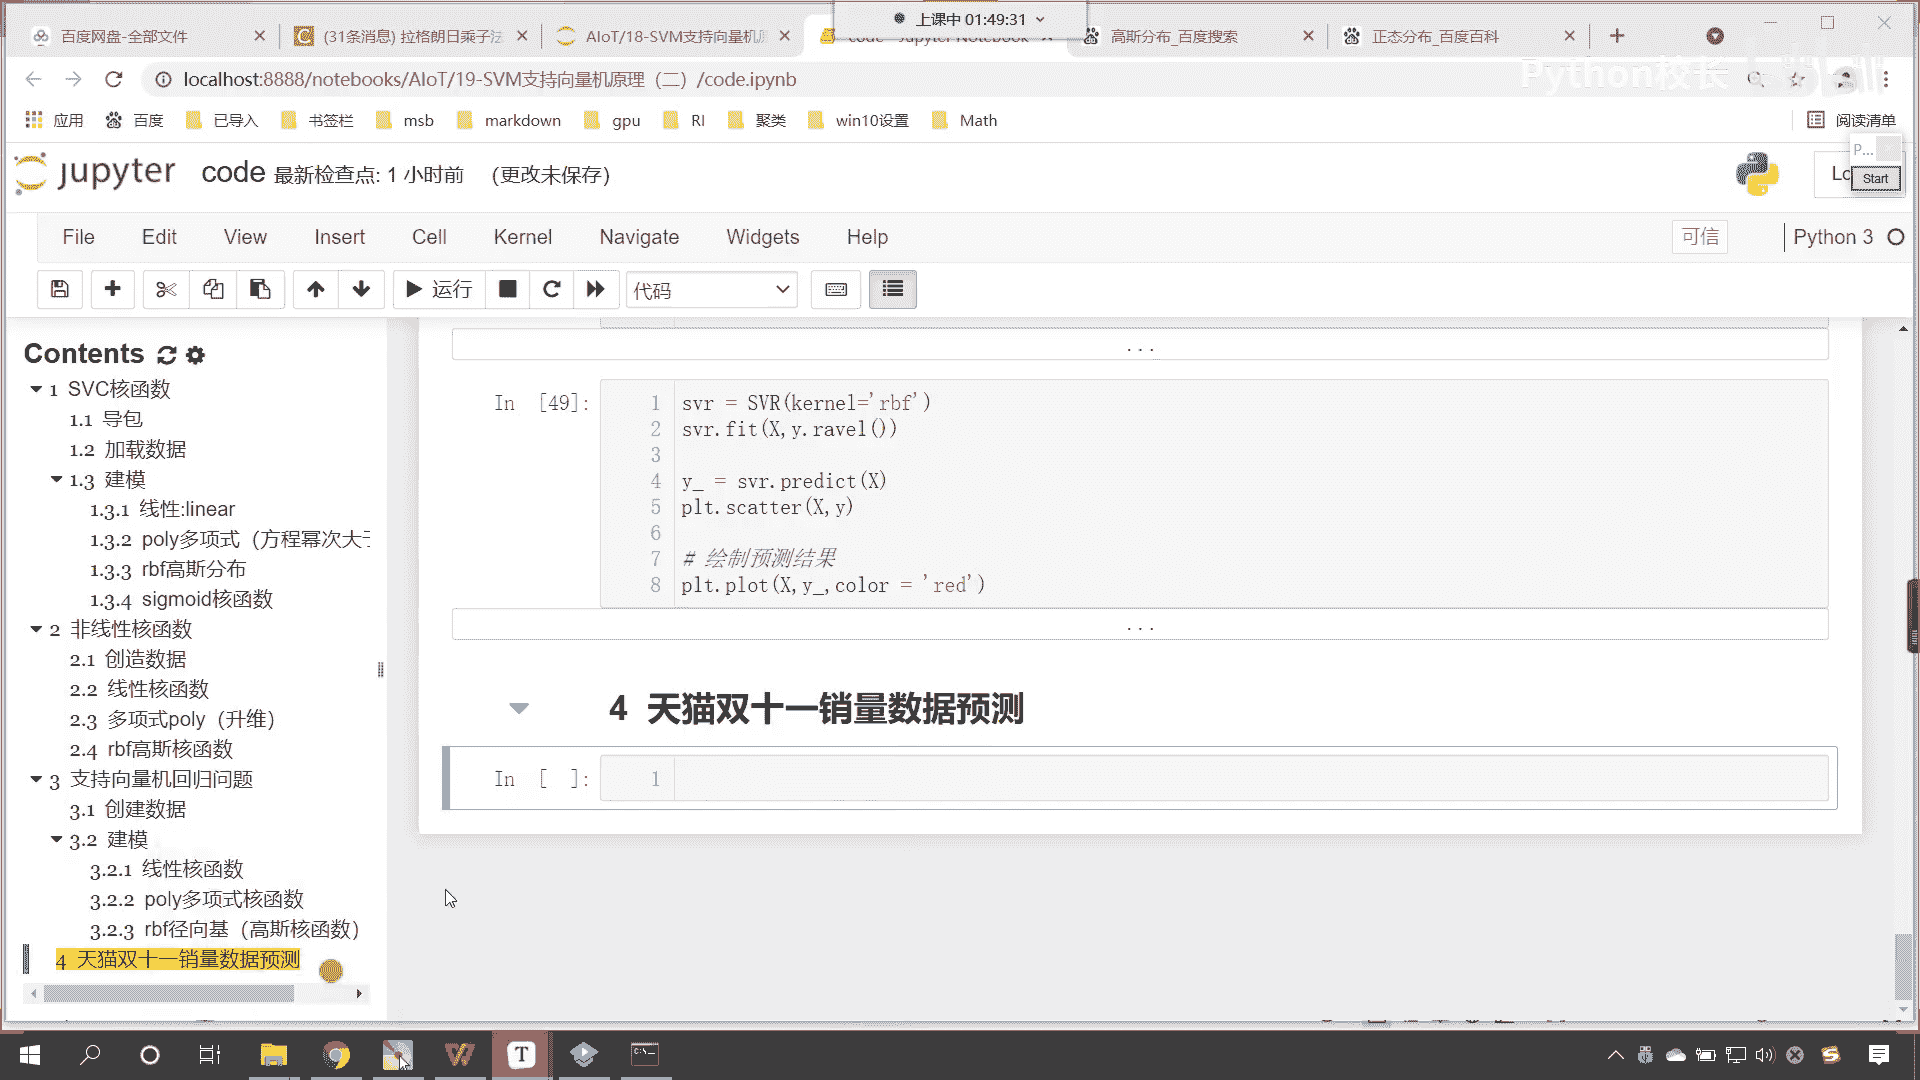 上课中 01:49:31
百度网盘-全部文件
(31条消息) 拉格朗日乘子法
AIoT/18-SVM支持向量机原
code - Jupyter Notebook
高斯分布_百度搜索
正态分布_百度百科
localhost:8888/notebooks/AIoT/19-SVM支持向量机原理（二）/code.ipynb
Python校长
应用
百度
已导入
书签栏
msb
markdown
gpu
RI
聚类
win10设置
Math
阅读清单
jupyter
code 最新检查点: 1 小时前 (更改未保存)
P...
Start
File Edit View Insert Cell Kernel Navigate Widgets Help
可信
Python 3
运行
代码
Contents
1 SVC核函数
1.1 导包
1.2 加载数据
1.3 建模
1.3.1 线性:linear
1.3.2 poly多项式（方程幂次大于
1.3.3 rbf高斯分布
1.3.4 sigmoid核函数
2 非线性核函数
2.1 创造数据
2.2 线性核函数
2.3 多项式poly（升维）
2.4 rbf高斯核函数
3 支持向量机回归问题
3.1 创建数据
3.2 建模
3.2.1 线性核函数
3.2.2 poly多项式核函数
3.2.3 rbf径向基（高斯核函数）
4 天猫双十一销量数据预测
...
In [49]:
1 svr = SVR(kernel='rbf')
2 svr.fit(X,y.ravel())
3
4 y_ = svr.predict(X)
5 plt.scatter(X,y)
6
7 # 绘制预测结果
8 plt.plot(X,y_,color = 'red')
...
4 天猫双十一销量数据预测
In [ ]:
1